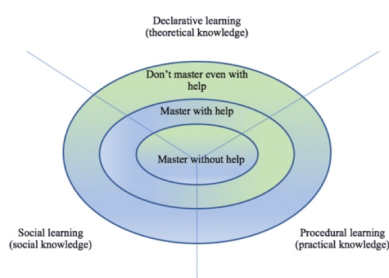 Declarative learning
(theoretical knowledge)
Don't master even with
help
Master with help
Master without help
Social learning
(social knowledge)
Procedural learning
(practical knowledge)